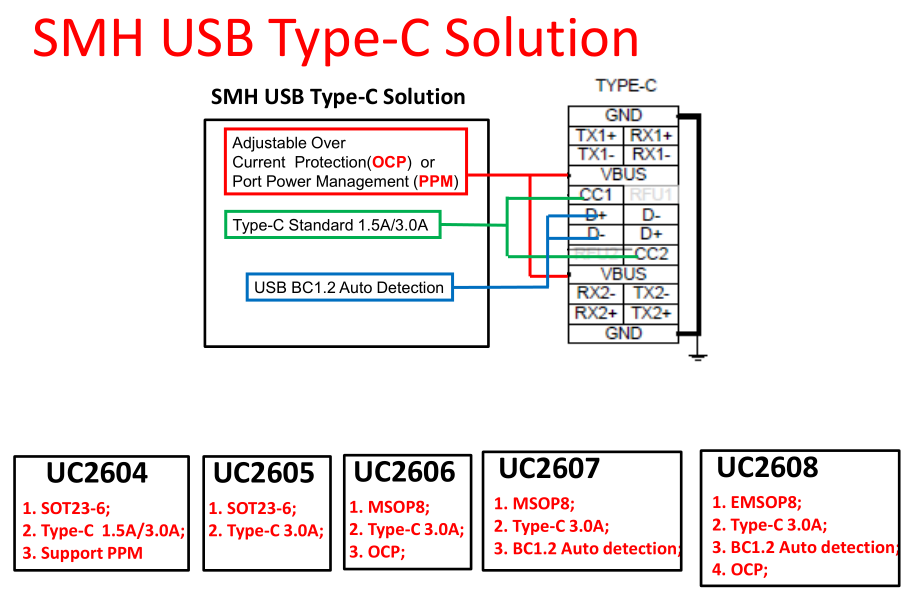 SMH USB Type-C Solution
SMH USB Type-C Solution
TYPE-C
Adjustable Over
Current Protection(OCP) or
Port Power Management (PPM)
Type-C Standard 1.5A/3.0A
USB BC1.2 Auto Detection
GND
TX1+ RX1+
TX1- RX1-
VBUS
CC1 RFU1
D+ D-
D- D+
RFU2 CC2
VBUS
RX2- TX2-
RX2+ TX2+
GND
UC2604
1. SOT23-6;
2. Type-C 1.5A/3.0A;
3. Support PPM
UC2605
1. SOT23-6;
2. Type-C 3.0A;
UC2606
1. MSOP8;
2. Type-C 3.0A;
3. OCP;
UC2607
1. MSOP8;
2. Type-C 3.0A;
3. BC1.2 Auto detection;
UC2608
1. EMSOP8;
2. Type-C 3.0A;
3. BC1.2 Auto detection;
4. OCP;